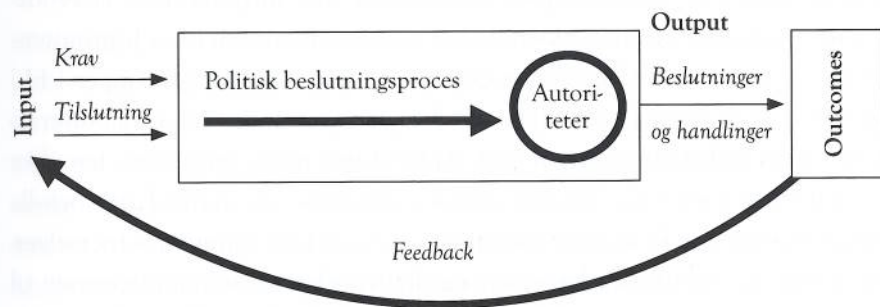 Output
Krav
Tilslutning
Input
Politisk beslutningsproces
Autori-
teter
Beslutninger
og handlinger
Outcomes
Feedback